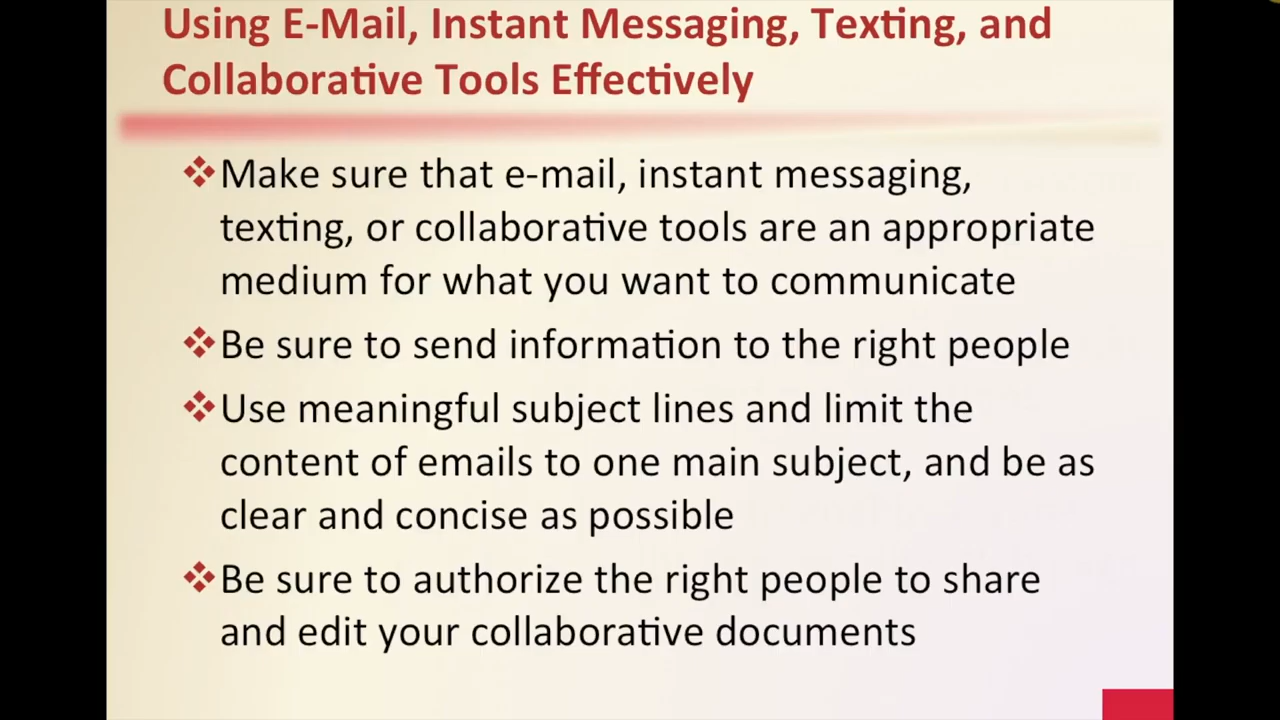 Using E-Mail, Instant Messaging, Texting, and
Collaborative Tools Effectively
Make sure that e-mail, instant messaging,
texting, or collaborative tools are an appropriate
medium for what you want to communicate
Be sure to send information to the right people
Use meaningful subject lines and limit the
content of emails to one main subject, and be as
clear and concise as possible
Be sure to authorize the right people to share
and edit your collaborative documents